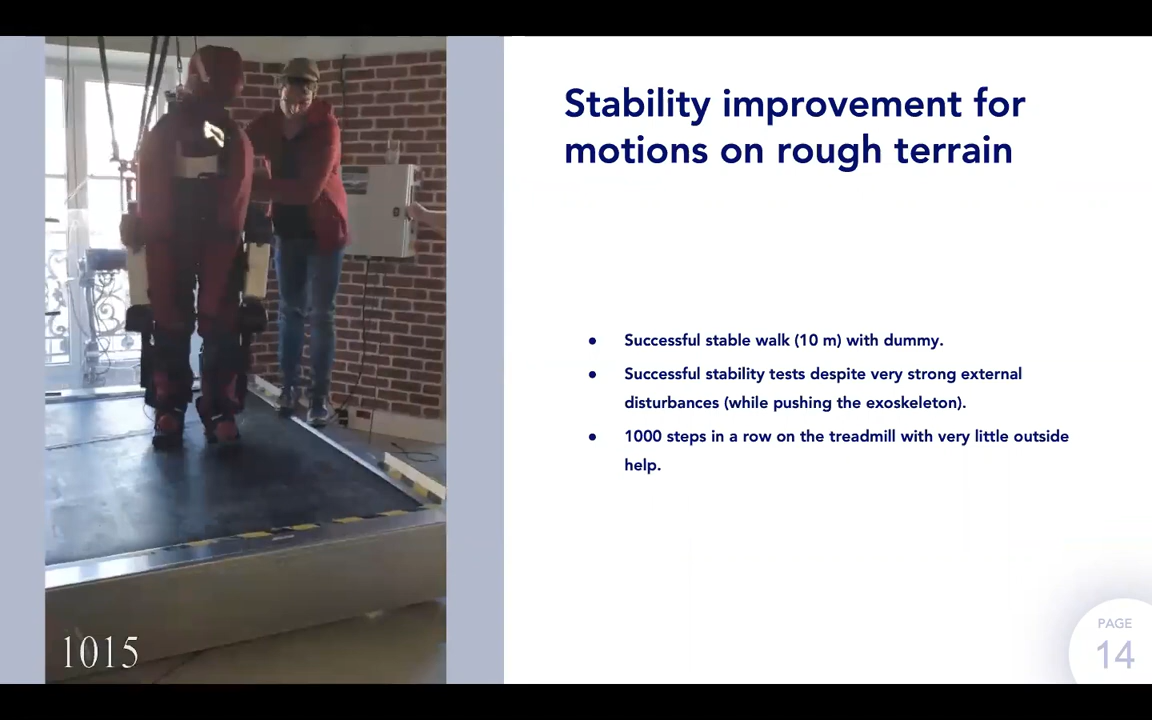 Stability improvement for
motions on rough terrain
● Successful stable walk (10 m) with dummy.
● Successful stability tests despite very strong external
disturbances (while pushing the exoskeleton).
● 1000 steps in a row on the treadmill with very little outside
help.
1015
PAGE
14